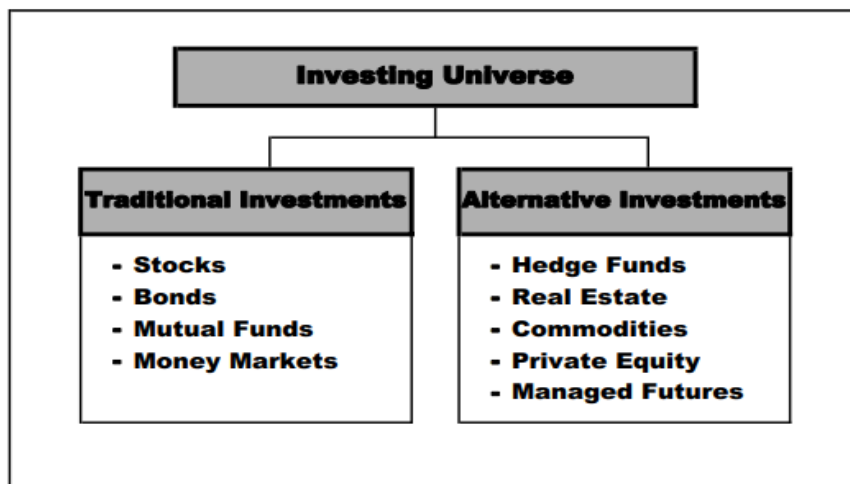 Investing Universe
Traditional Investments
- Stocks
- Bonds
- Mutual Funds
- Money Markets
Alternative Investments
- Hedge Funds
- Real Estate
- Commodities
- Private Equity
- Managed Futures